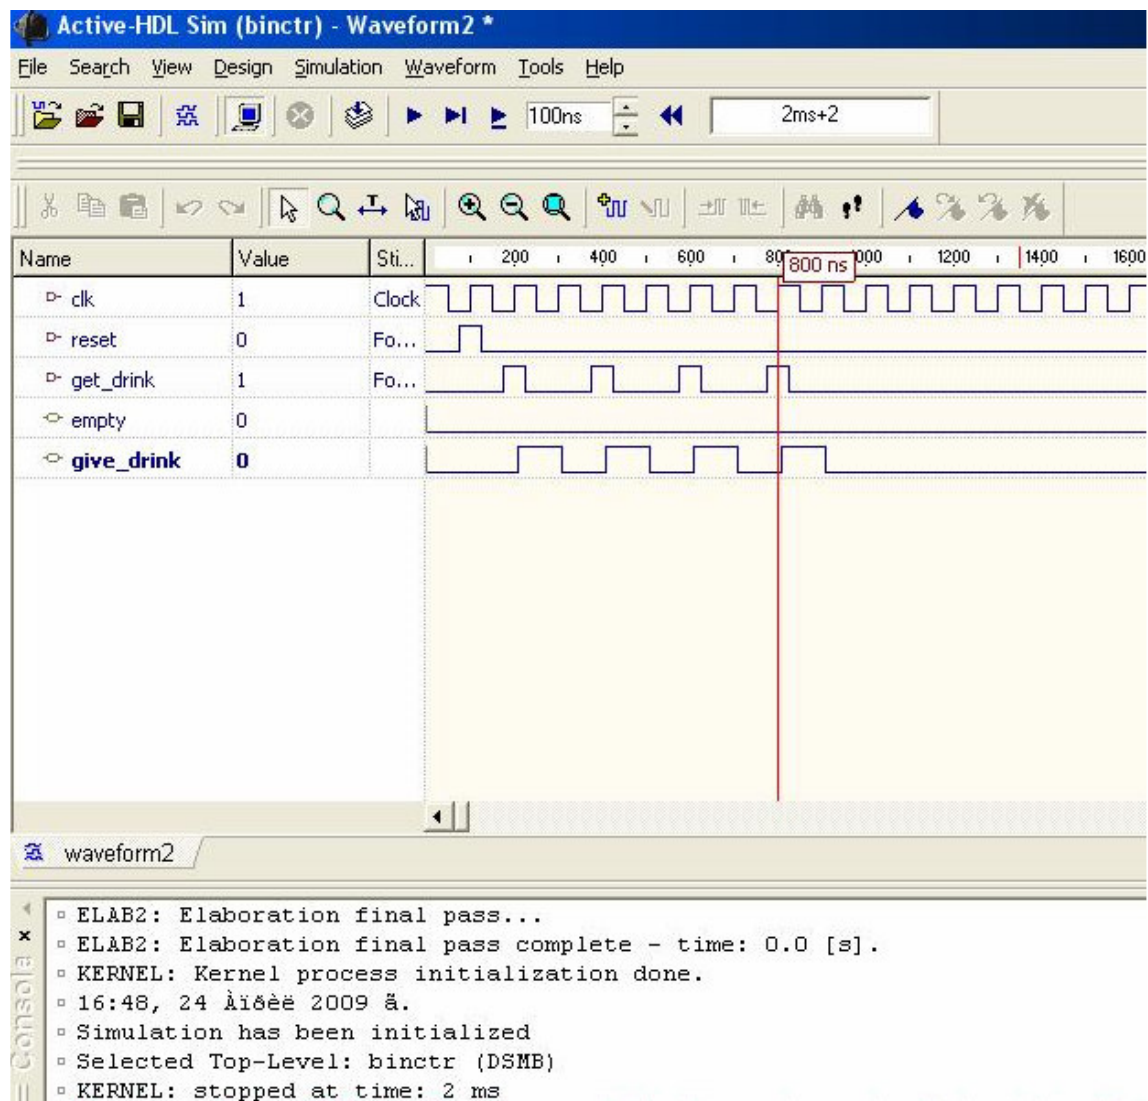 Active-HDL Sim (binctr) - Waveform2 *
File Search View Design Simulation Waveform Tools Help
100ns 2ms+2
Name Value Sti... 200 400 600 800 ns 1200 1400 1600
clk 1 Clock
reset 0 Fo...
get_drink 1 Fo...
empty 0
give_drink 0
waveform2
Consola
ELAB2: Elaboration final pass...
ELAB2: Elaboration final pass complete - time: 0.0 [s].
KERNEL: Kernel process initialization done.
16:48, 24 Àïðèë 2009 ã.
Simulation has been initialized
Selected Top-Level: binctr (DSMB)
KERNEL: stopped at time: 2 ms